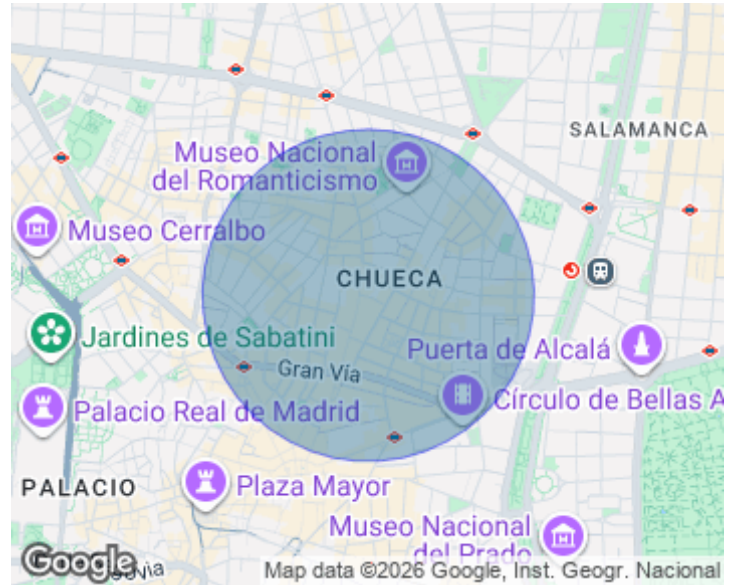 SALAMANCA
Museo Nacional
del Romanticismo
Museo Cerralbo
CHUECA
Jardines de Sabatini
Puerta de Alcalá
Gran Vía
Palacio Real de Madrid
Círculo de Bellas A
PALACIO
Plaza Mayor
Museo Nacional
del Prado
Google
Map data ©2026 Google, Inst. Geogr. Nacional